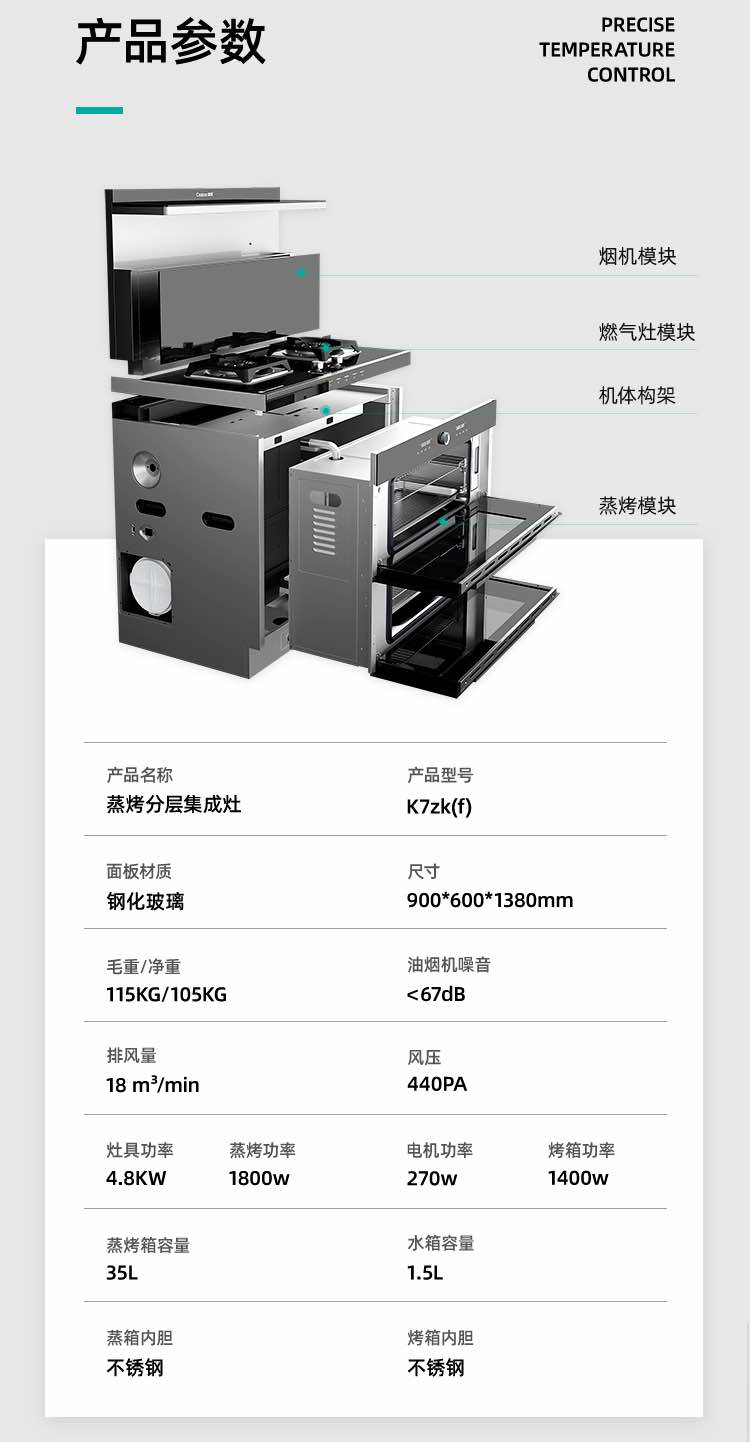 产品参数
PRECISE
TEMPERATURE
CONTROL
烟机模块
燃气灶模块
机体构架
蒸烤模块
产品名称 产品型号
蒸烤分层集成灶 K7zk(f)
面板材质 尺寸
钢化玻璃 900*600*1380mm
毛重/净重 油烟机噪音
115KG/105KG <67dB
排风量 风压
18 m³/min 440PA
灶具功率 蒸烤功率 电机功率 烤箱功率
4.8KW 1800w 270w 1400w
蒸烤箱容量 水箱容量
35L 1.5L
蒸箱内胆 烤箱内胆
不锈钢 不锈钢